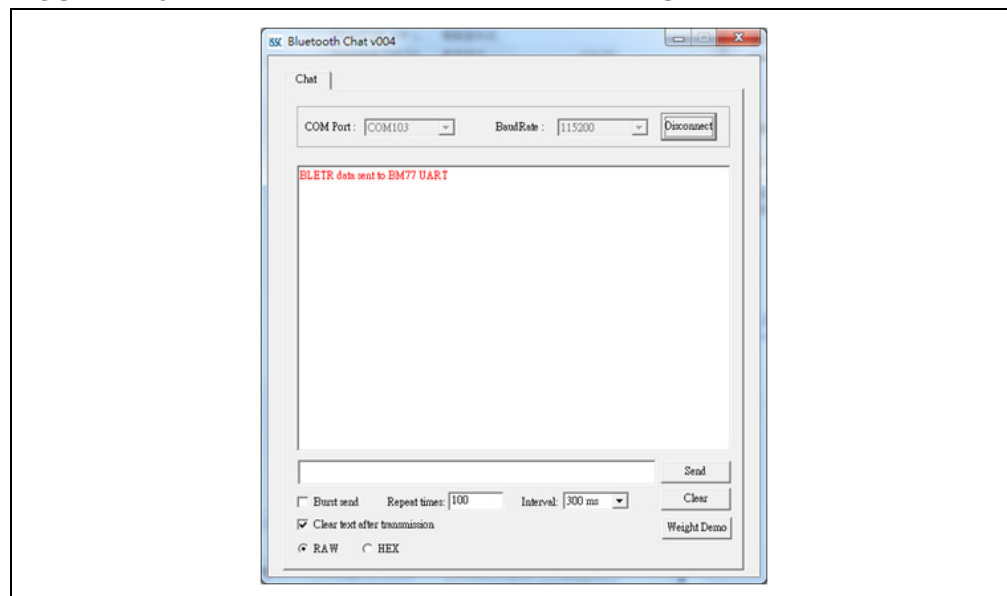 ISSC Bluetooth Chat v004
Chat
COM Port : COM103 BaudRate : 115200 Disconnect
BLETR data sent to BM77 UART
Send
Burst send Repeat times: 100 Interval: 300 ms Clear
Clear text after transmission Weight Demo
RAW HEX